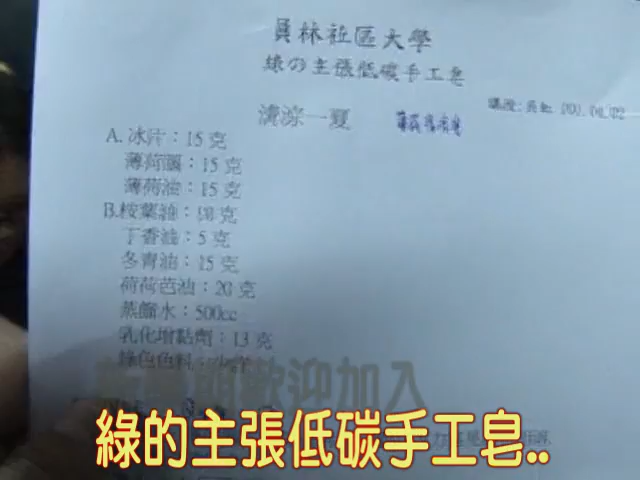 員林社區大學
綠の主張低碳手工皂
清涼一夏
A. 冰片：15 克
薄荷腦：15 克
薄荷油：15 克
B.桉葉油：10 克
丁香油：5 克
冬青油：15 克
荷荷芭油：20 克
蒸餾水：500cc
乳化增黏劑：13 克
綠色色料：少許
歡迎加入
綠的主張低碳手工皂..